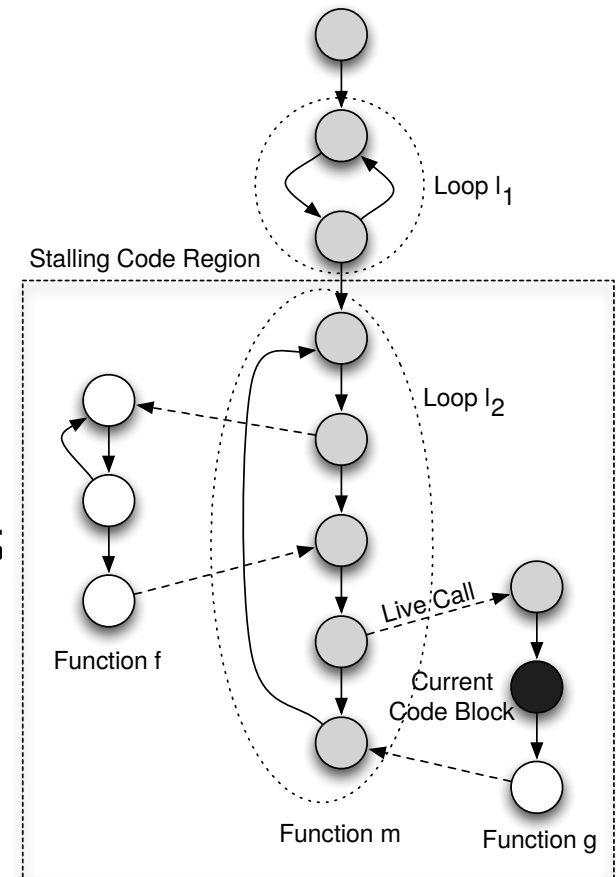 Loop l1
Stalling Code Region
Loop l2
Live Call
Function f
Current
Code Block
Function m
Function g